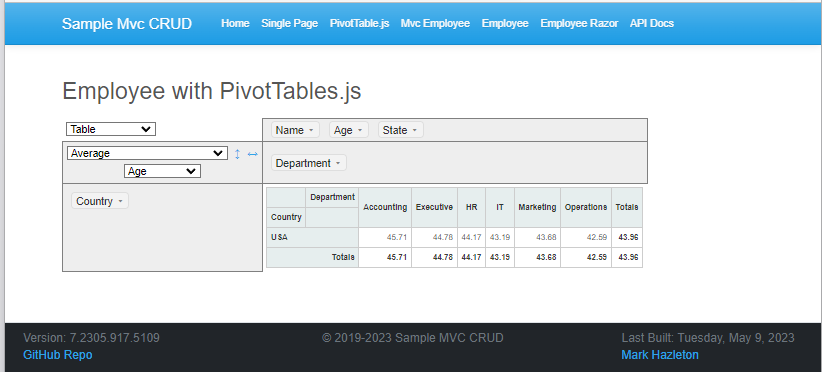 Sample Mvc CRUD Home Single Page PivotTable.js Mvc Employee Employee Employee Razor API Docs
Employee with PivotTables.js
Table
Name Age State
Average
Age
Department
Country
Department Accounting Executive HR IT Marketing Operations Totals
Country
USA 45.71 44.78 44.17 43.19 43.68 42.59 43.96
Totals 45.71 44.78 44.17 43.19 43.68 42.59 43.96
Version: 7.2305.917.5109 © 2019-2023 Sample MVC CRUD Last Built: Tuesday, May 9, 2023
GitHub Repo Mark Hazleton